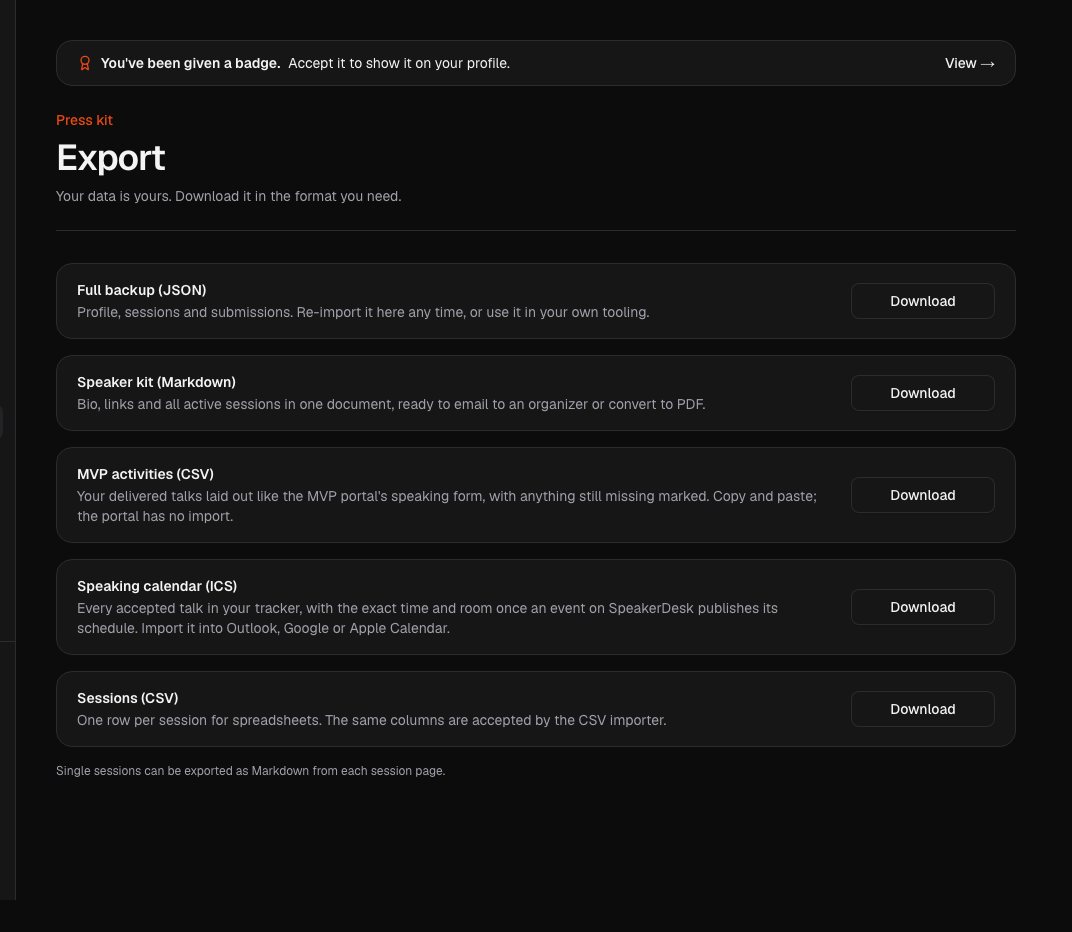 You've been given a badge. Accept it to show it on your profile. View →
Press kit
Export
Your data is yours. Download it in the format you need.
Full backup (JSON)
Profile, sessions and submissions. Re-import it here any time, or use it in your own tooling.
Download
Speaker kit (Markdown)
Bio, links and all active sessions in one document, ready to email to an organizer or convert to PDF.
Download
MVP activities (CSV)
Your delivered talks laid out like the MVP portal's speaking form, with anything still missing marked. Copy and paste;
the portal has no import.
Download
Speaking calendar (ICS)
Every accepted talk in your tracker, with the exact time and room once an event on SpeakerDesk publishes its
schedule. Import it into Outlook, Google or Apple Calendar.
Download
Sessions (CSV)
One row per session for spreadsheets. The same columns are accepted by the CSV importer.
Download
Single sessions can be exported as Markdown from each session page.